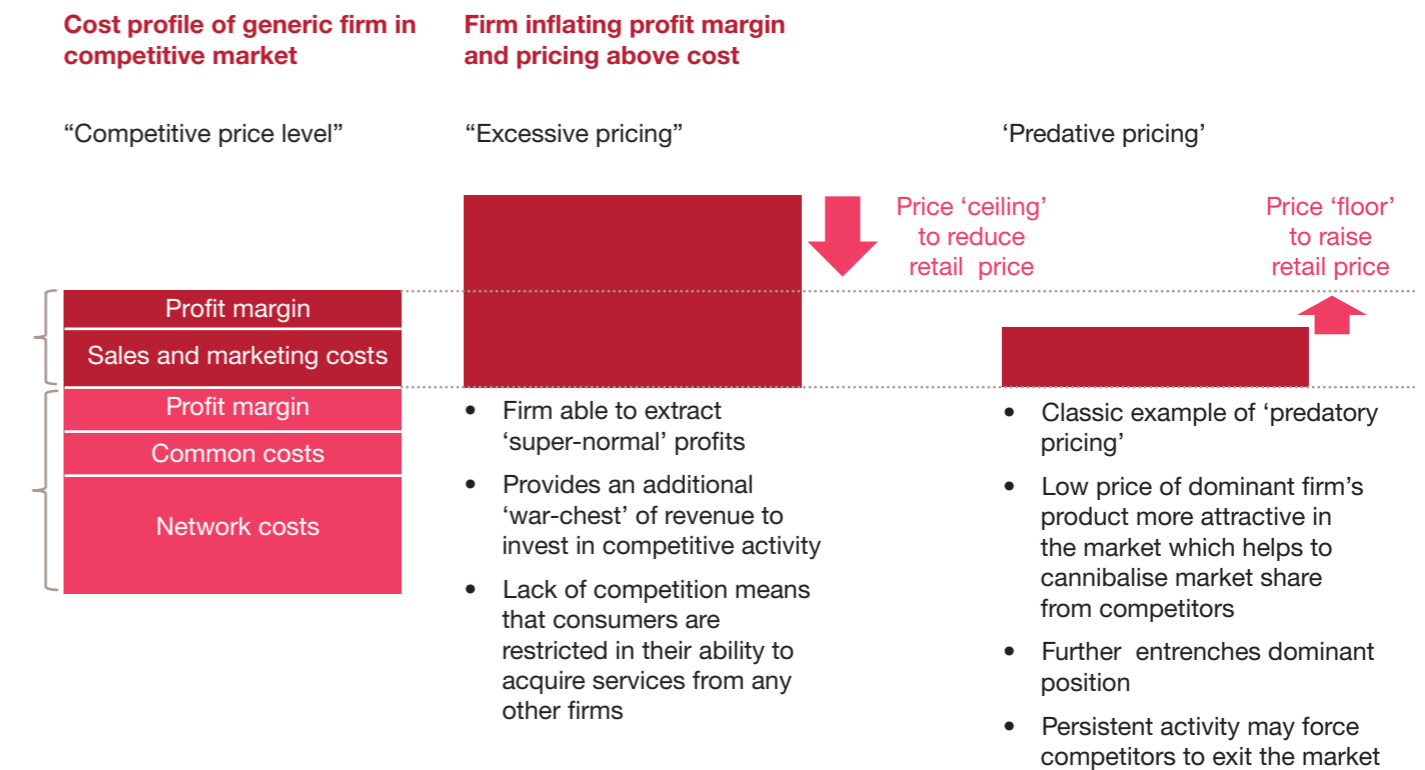 Cost profile of generic firm in
competitive market
“Competitive price level”
Profit margin
Sales and marketing costs
Profit margin
Common costs
Network costs
Firm inflating profit margin
and pricing above cost
“Excessive pricing”
Price ‘ceiling’
to reduce
retail  price
• Firm able to extract
‘super-normal’ profits
• Provides an additional
‘war-chest’ of revenue to
invest in competitive activity
• Lack of competition means
that consumers are
restricted in their ability to
acquire services from any
other firms
‘Predative pricing’
Price ‘floor’
to raise
retail price
• Classic example of ‘predatory
pricing’
• Low price of dominant firm’s
product more attractive in
the market which helps to
cannibalise market share
from competitors
• Further  entrenches dominant
position
• Persistent activity may force
competitors to exit the market